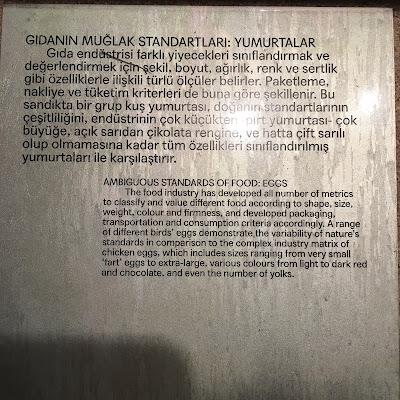 GIDANIN MUĞLAK STANDARTLARI: YUMURTALAR
Gıda endüstrisi farklı yiyecekleri sınıflandırmak ve
değerlendirmek için şekil, boyut, ağırlık, renk ve sertlik
gibi özelliklerle ilişkili türlü ölçüler belirler. Paketleme,
nakliye ve tüketim kriterleri de buna göre şekillenir. Bu
sandıkta bir grup kuş yumurtası, doğanın standartlarının
çeşitliliğini, endüstrinin çok küçükten -pırt yumurtası- çok
büyüğe, açık sarıdan çikolata rengine, ve hatta çift sarılı
olup olmamasına kadar tüm özellikleri sınıflandırılmış
yumurtaları ile karşılaştırır.
AMBIGUOUS STANDARDS OF FOOD: EGGS
The food industry has developed all number of metrics
to classify and value different food according to shape, size,
weight, colour and firmness, and developed packaging,
transportation and consumption criteria accordingly. A range
of different birds' eggs demonstrate the variability of nature's
standards in comparison to the complex industry matrix of
chicken eggs, which includes sizes ranging from very small
'fart' eggs to extra-large, various colours from light to dark red
and chocolate, and even the number of yolks.